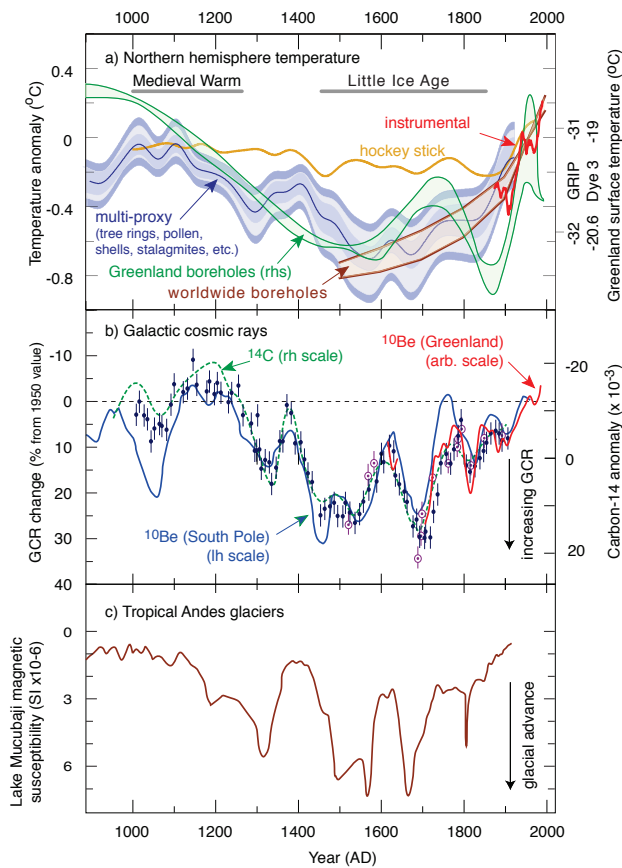 1000 1200 1400 1600 1800 2000
a) Northern hemisphere temperature
Medieval Warm
Little Ice Age
0.4
0
-0.4
-0.8
Temperature anomaly (ºC)
instrumental
hockey stick
multi-proxy
(tree rings, pollen,
shells, stalagmites, etc.)
Greenland boreholes (rhs)
worldwide boreholes
-31
-32
GRIP
-19
-20.6
Dye 3
Greenland surface temperature (ºC)
b) Galactic cosmic rays
-10
0
10
20
30
40
GCR change (% from 1950 value)
14C (rh scale)
10Be (Greenland)
(arb. scale)
10Be (South Pole)
(lh scale)
increasing GCR
-20
0
20
Carbon-14 anomaly (x 10-3)
c) Tropical Andes glaciers
0
3
6
Lake Mucubaji magnetic
susceptibility (SI x10-6)
glacial advance
1000 1200 1400 1600 1800 2000
Year (AD)